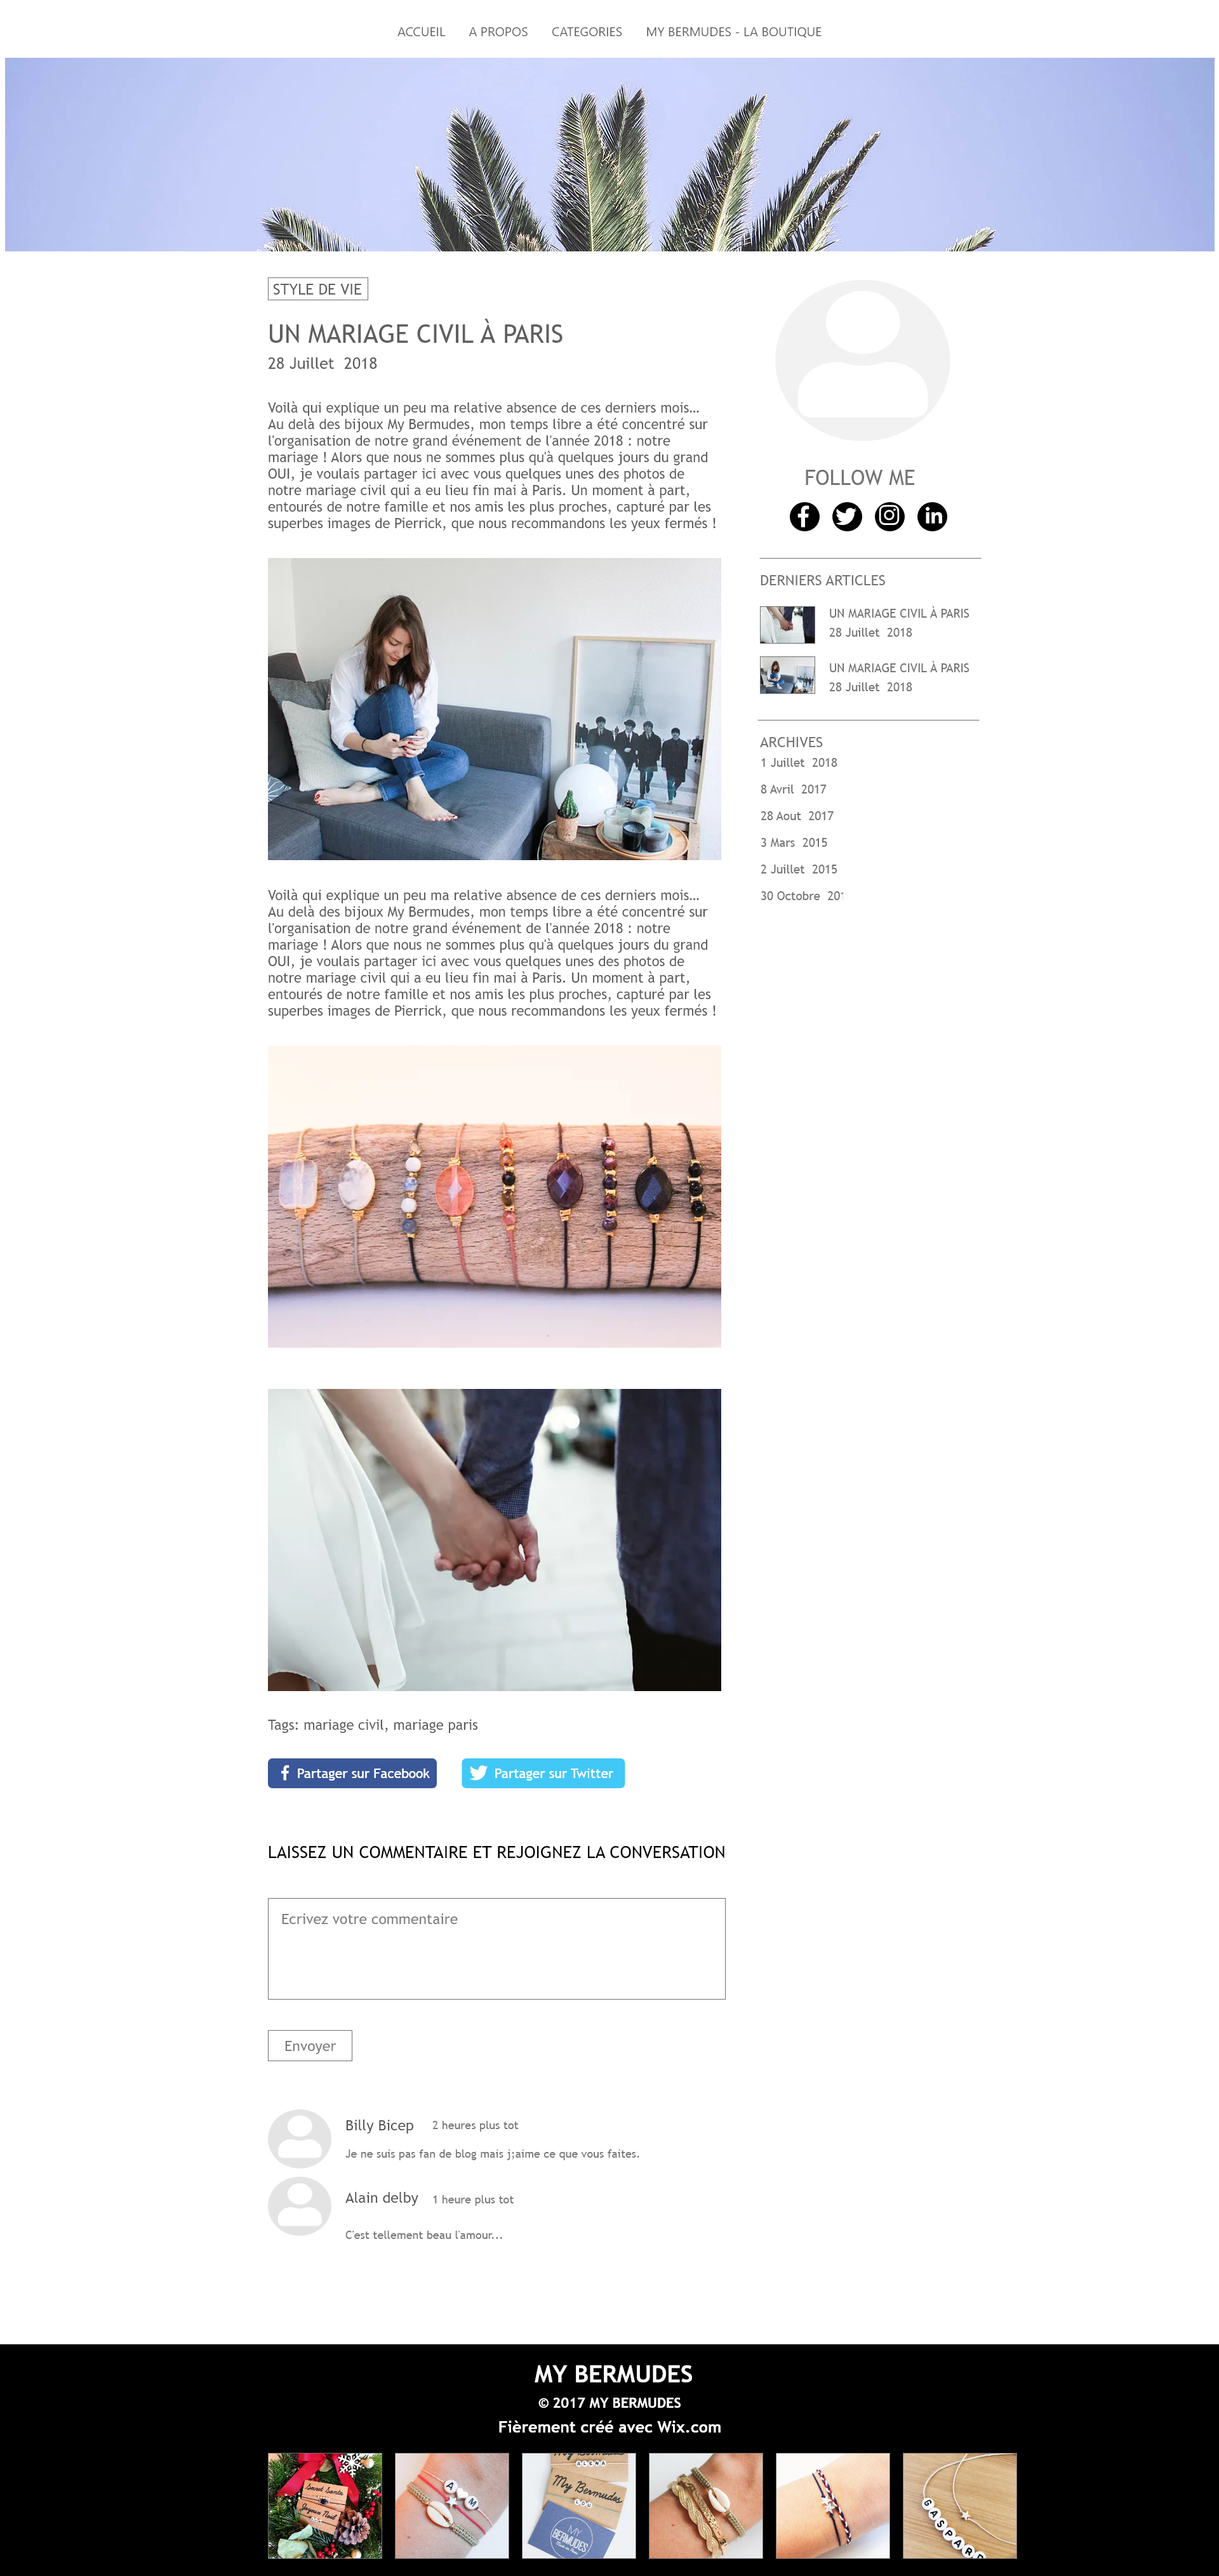 ACCUEIL A PROPOS CATEGORIES MY BERMUDES - LA BOUTIQUE
STYLE DE VIE
UN MARIAGE CIVIL À PARIS
28 Juillet 2018
Voilà qui explique un peu ma relative absence de ces derniers mois...
Au delà des bijoux My Bermudes, mon temps libre a été concentré sur
l'organisation de notre grand événement de l'année 2018 : notre
mariage ! Alors que nous ne sommes plus qu'à quelques jours du grand
OUI, je voulais partager ici avec vous quelques unes des photos de
notre mariage civil qui a eu lieu fin mai à Paris. Un moment à part,
entourés de notre famille et nos amis les plus proches, capturé par les
superbes images de Pierrick, que nous recommandons les yeux fermés !
Voilà qui explique un peu ma relative absence de ces derniers mois...
Au delà des bijoux My Bermudes, mon temps libre a été concentré sur
l'organisation de notre grand événement de l'année 2018 : notre
mariage ! Alors que nous ne sommes plus qu'à quelques jours du grand
OUI, je voulais partager ici avec vous quelques unes des photos de
notre mariage civil qui a eu lieu fin mai à Paris. Un moment à part,
entourés de notre famille et nos amis les plus proches, capturé par les
superbes images de Pierrick, que nous recommandons les yeux fermés !
Tags: mariage civil, mariage paris
Partager sur Facebook
Partager sur Twitter
LAISSEZ UN COMMENTAIRE ET REJOIGNEZ LA CONVERSATION
Ecrivez votre commentaire
Envoyer
Billy Bicep 2 heures plus tot
Je ne suis pas fan de blog mais j;aime ce que vous faites.
Alain delby 1 heure plus tot
C'est tellement beau l'amour...
FOLLOW ME
in
DERNIERS ARTICLES
UN MARIAGE CIVIL À PARIS
28 Juillet 2018
UN MARIAGE CIVIL À PARIS
28 Juillet 2018
ARCHIVES
1 Juillet 2018
8 Avril 2017
28 Aout 2017
3 Mars 2015
2 Juillet 2015
30 Octobre 201
MY BERMUDES
© 2017 MY BERMUDES
Fièrement créé avec Wix.com
Secret Santa
Joyeux Noël
A M
ALENA
My Bermudes
LOU
MY
BERMUDES
GASPARD